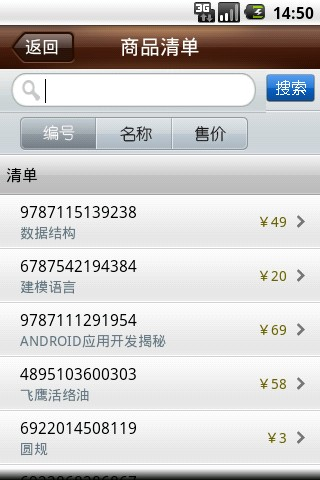 3G 14:50
返回 商品清单
搜索
编号 名称 售价
清单
9787115139238
数据结构 ￥49
6787542194384
建模语言 ￥20
9787111291954
ANDROID应用开发揭秘 ￥69
4895103600303
飞鹰活络油 ￥58
6922014508119
圆规 ￥3